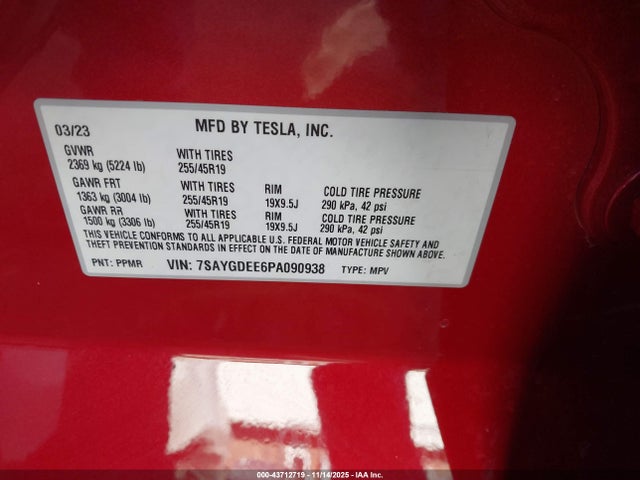 03/23 MFD BY TESLA, INC.
GVWR WITH TIRES
2369 kg (5224 lb) 255/45R19
GAWR FRT WITH TIRES RIM COLD TIRE PRESSURE
1363 kg (3004 lb) 255/45R19 19X9.5J 290 kPa, 42 psi
GAWR RR WITH TIRES RIM COLD TIRE PRESSURE
1500 kg (3306 lb) 255/45R19 19X9.5J 290 kPa, 42 psi
THIS VEHICLE CONFORMS TO ALL APPLICABLE U.S. FEDERAL MOTOR VEHICLE SAFETY AND
THEFT PREVENTION STANDARDS IN EFFECT ON THE DATE OF MANUFACTURE SHOWN ABOVE.
PNT: PPMR VIN: 7SAYGDEE6PA090938 TYPE: MPV
000-43712719 - 11/14/2025 - IAA Inc.